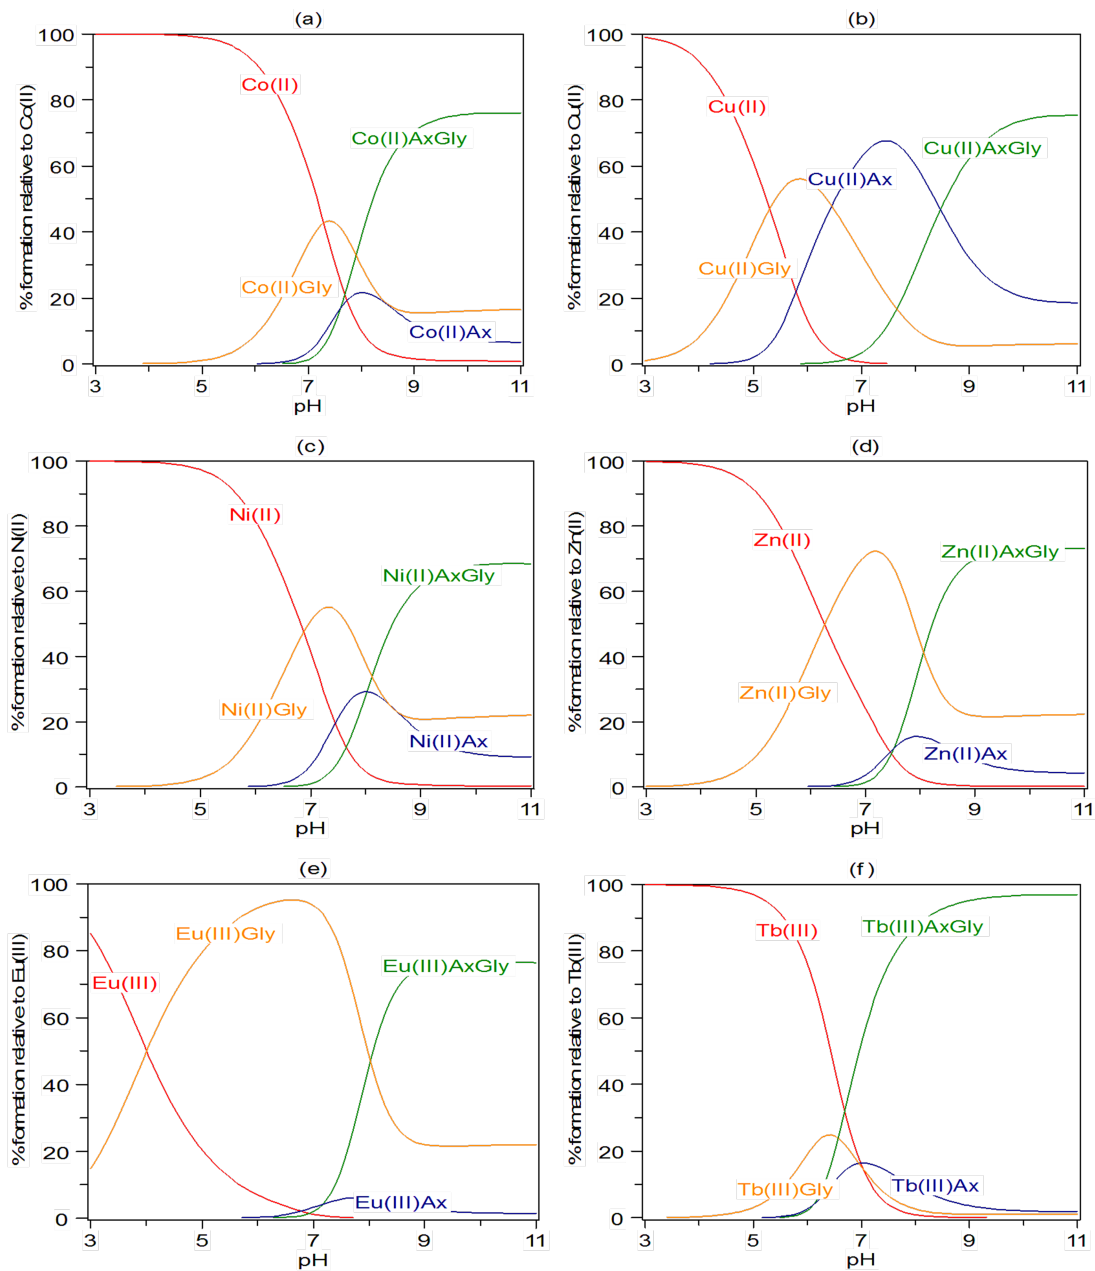 (a)
% formation relative to Co(II)
100
80
60
40
20
0
Co(II)
Co(II)AxGly
Co(II)Gly
Co(II)Ax
3 5 7 9 11
pH
(b)
% formation relative to Cu(II)
100
80
60
40
20
0
Cu(II)
Cu(II)AxGly
Cu(II)Ax
Cu(II)Gly
3 5 7 9 11
pH
(c)
% formation relative to Ni(II)
100
80
60
40
20
0
Ni(II)
Ni(II)AxGly
Ni(II)Gly
Ni(II)Ax
3 5 7 9 11
pH
(d)
% formation relative to Zn(II)
100
80
60
40
20
0
Zn(II)
Zn(II)AxGly
Zn(II)Gly
Zn(II)Ax
3 5 7 9 11
pH
(e)
% formation relative to Eu(III)
100
80
60
40
20
0
Eu(III)Gly
Eu(III)AxGly
Eu(III)
Eu(III)Ax
3 5 7 9 11
pH
(f)
% formation relative to Tb(III)
100
80
60
40
20
0
Tb(III)
Tb(III)AxGly
Tb(III)Gly
Tb(III)Ax
3 5 7 9 11
pH